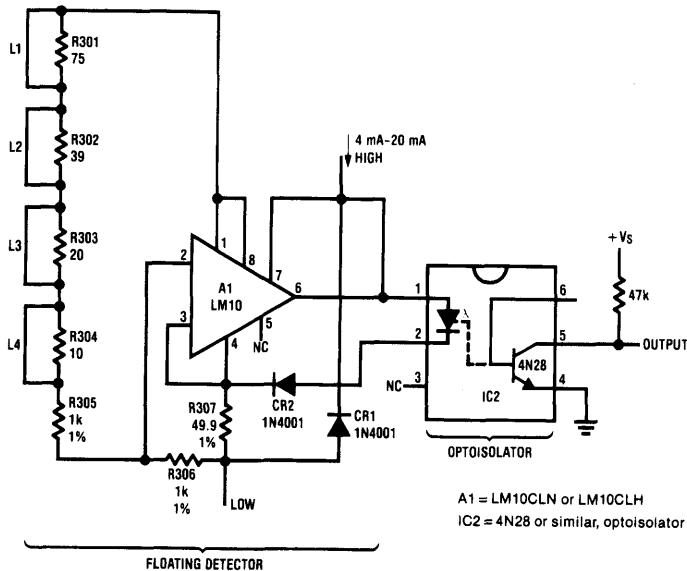 L1
R301
75
L2
R302
39
L3
R303
20
L4
R304
10
R305
1k
1%
4 mA-20 mA
HIGH
2
1
8
7
A1
LM10
6
3
5
NC
4
R307
49.9
1%
CR2
1N4001
CR1
1N4001
R306
1k
1%
LOW
FLOATING DETECTOR
+VS
47k
1
6
2
5
OUTPUT
4N28
NC
3
4
IC2
OPTOISOLATOR
A1 = LM10CLN or LM10CLH
IC2 = 4N28 or similar, optoisolator